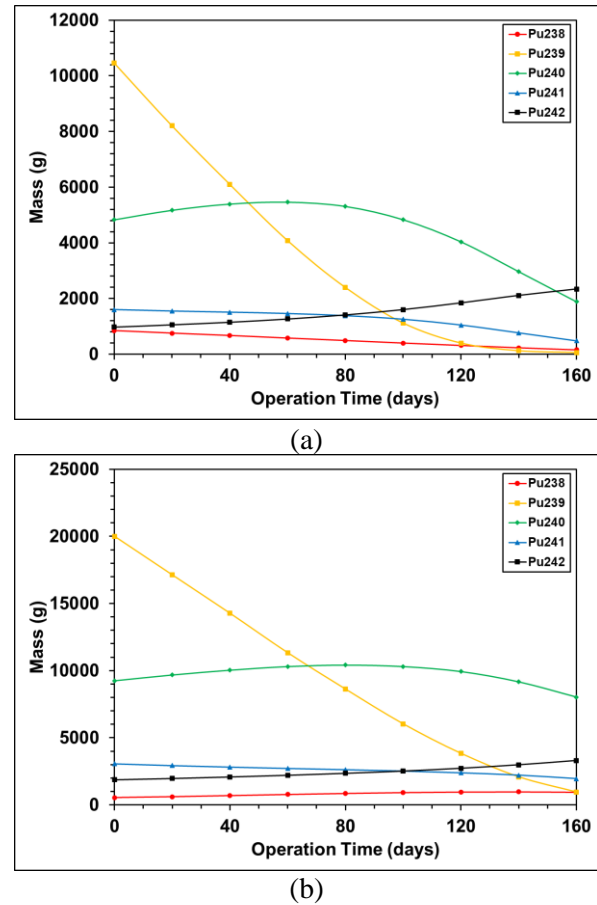 12000
10000
8000
6000
4000
2000
0
Mass (g)
Pu238
Pu239
Pu240
Pu241
Pu242
0 40 80 120 160
Operation Time (days)
(a)
25000
20000
15000
10000
5000
0
Mass (g)
Pu238
Pu239
Pu240
Pu241
Pu242
0 40 80 120 160
Operation Time (days)
(b)